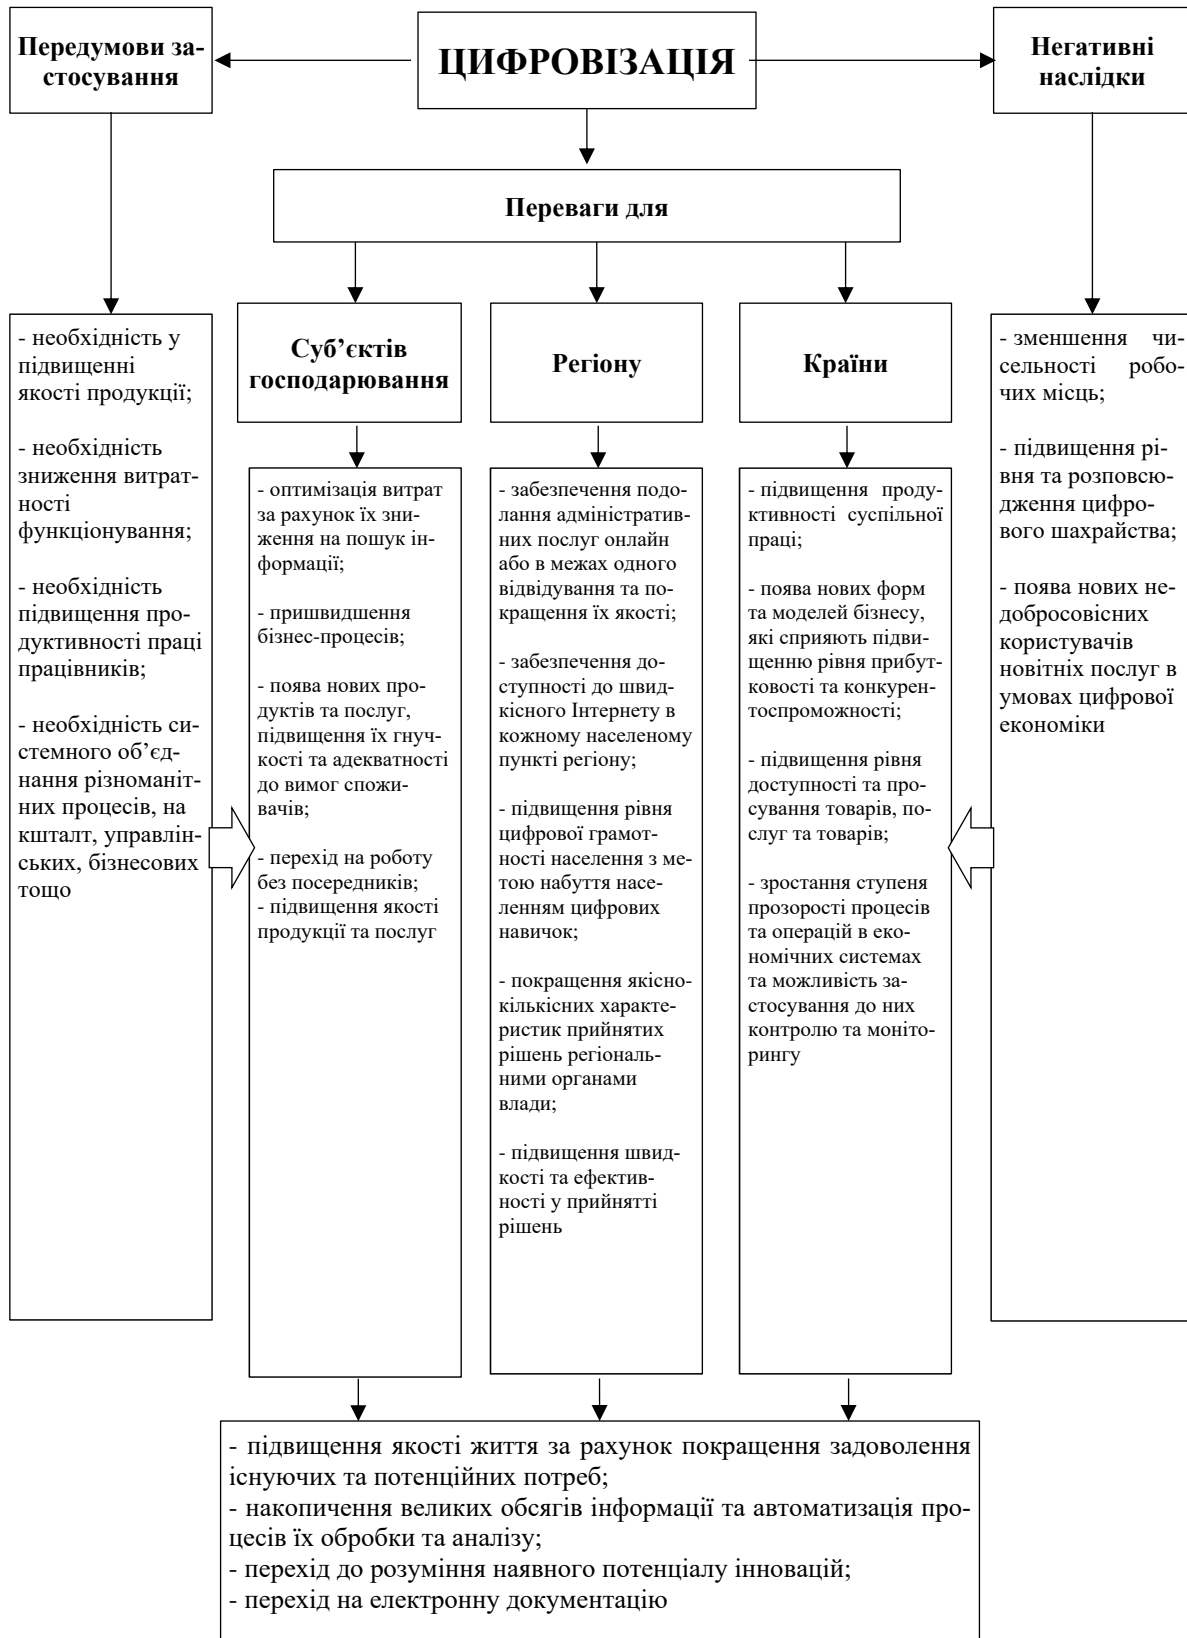 Передумови за-
стосування
ЦИФРОВІЗАЦІЯ
Негативні
наслідки
Переваги для
Суб’єктів
господарювання
Регіону
Країни
- необхідність у
підвищенні
якості продукції;
- необхідність
зниження витрат-
ності
функціонування;
- необхідність
підвищення про-
дуктивності праці
працівників;
- необхідність си-
стемного об’єд-
нання різноманіт-
них процесів, на
кшталт, управлін-
ських, бізнесових
тощо
- оптимізація витрат
за рахунок їх зни-
ження на пошук ін-
формації;
- пришвидшення
бізнес-процесів;
- поява нових про-
дуктів та послуг,
підвищення їх гнуч-
кості та адекватності
до вимог спожи-
вачів;
- перехід на роботу
без посередників;
- підвищення якості
продукції та послуг
- забезпечення подо-
лання адміністратив-
них послуг онлайн
або в межах одного
відвідування та по-
кращення їх якості;
- забезпечення до-
ступності до швид-
кісного Інтернету в
кожному населеному
пункті регіону;
- підвищення рівня
цифрової грамот-
ності населення з ме-
тою набуття насе-
ленням цифрових
навичок;
- покращення якісно-
кількісних характе-
ристик прийнятих
рішень регіональ-
ними органами
влади;
- підвищення швид-
кості та ефектив-
ності у прийнятті
рішень
- підвищення проду-
ктивності суспільної
праці;
- поява нових форм
та моделей бізнесу,
які сприяють підви-
щенню рівня прибут-
ковості та конкурен-
тоспроможності;
- підвищення рівня
доступності та про-
сування товарів, по-
слуг та товарів;
- зростання ступеня
прозорості процесів
та операцій в еко-
номічних системах
та можливість за-
стосування до них
контролю та моніто-
рингу
- зменшення чи-
сельності робо-
чих місць;
- підвищення рі-
вня та розповсю-
дження цифро-
вого шахрайства;
- поява нових не-
добросовісних
користувачів
новітніх послуг в
умовах цифрової
економіки
- підвищення якості життя за рахунок покращення задоволення
існуючих та потенційних потреб;
- накопичення великих обсягів інформації та автоматизація про-
цесів їх обробки та аналізу;
- перехід до розуміння наявного потенціалу інновацій;
- перехід на електронну документацію